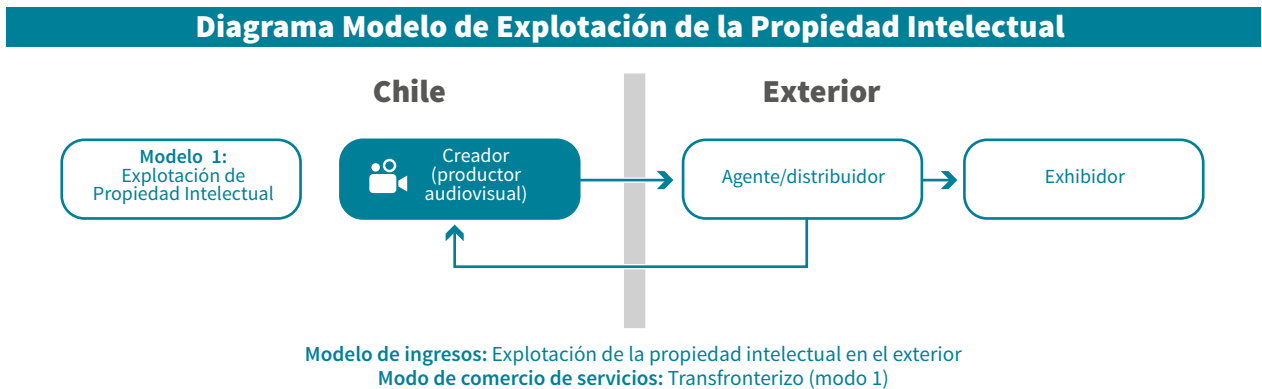 Diagrama Modelo de Explotación de la Propiedad Intelectual
Chile
Exterior
Modelo 1:
Explotación de
Propiedad Intelectual
Creador
(productor
audiovisual)
Agente/distribuidor
Exhibidor
Modelo de ingresos: Explotación de la propiedad intelectual en el exterior
Modo de comercio de servicios: Transfronterizo (modo 1)